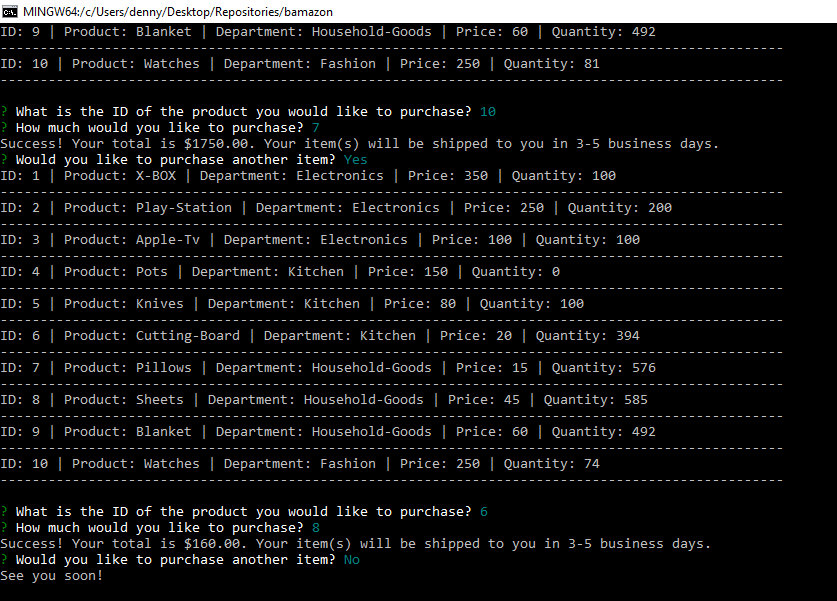 MINGW64:/c/Users/denny/Desktop/Repositories/bamazon
ID: 9 | Product: Blanket | Department: Household-Goods | Price: 60 | Quantity: 492
--------------------------------------------------------------------------------------------------
ID: 10 | Product: Watches | Department: Fashion | Price: 250 | Quantity: 81
--------------------------------------------------------------------------------------------------
? What is the ID of the product you would like to purchase? 10
? How much would you like to purchase? 7
Success! Your total is $1750.00. Your item(s) will be shipped to you in 3-5 business days.
? Would you like to purchase another item? Yes
ID: 1 | Product: X-BOX | Department: Electronics | Price: 350 | Quantity: 100
--------------------------------------------------------------------------------------------------
ID: 2 | Product: Play-Station | Department: Electronics | Price: 250 | Quantity: 200
--------------------------------------------------------------------------------------------------
ID: 3 | Product: Apple-Tv | Department: Electronics | Price: 100 | Quantity: 100
--------------------------------------------------------------------------------------------------
ID: 4 | Product: Pots | Department: Kitchen | Price: 150 | Quantity: 0
--------------------------------------------------------------------------------------------------
ID: 5 | Product: Knives | Department: Kitchen | Price: 80 | Quantity: 100
--------------------------------------------------------------------------------------------------
ID: 6 | Product: Cutting-Board | Department: Kitchen | Price: 20 | Quantity: 394
--------------------------------------------------------------------------------------------------
ID: 7 | Product: Pillows | Department: Household-Goods | Price: 15 | Quantity: 576
--------------------------------------------------------------------------------------------------
ID: 8 | Product: Sheets | Department: Household-Goods | Price: 45 | Quantity: 585
--------------------------------------------------------------------------------------------------
ID: 9 | Product: Blanket | Department: Household-Goods | Price: 60 | Quantity: 492
--------------------------------------------------------------------------------------------------
ID: 10 | Product: Watches | Department: Fashion | Price: 250 | Quantity: 74
--------------------------------------------------------------------------------------------------
? What is the ID of the product you would like to purchase? 6
? How much would you like to purchase? 8
Success! Your total is $160.00. Your item(s) will be shipped to you in 3-5 business days.
? Would you like to purchase another item? No
See you soon!